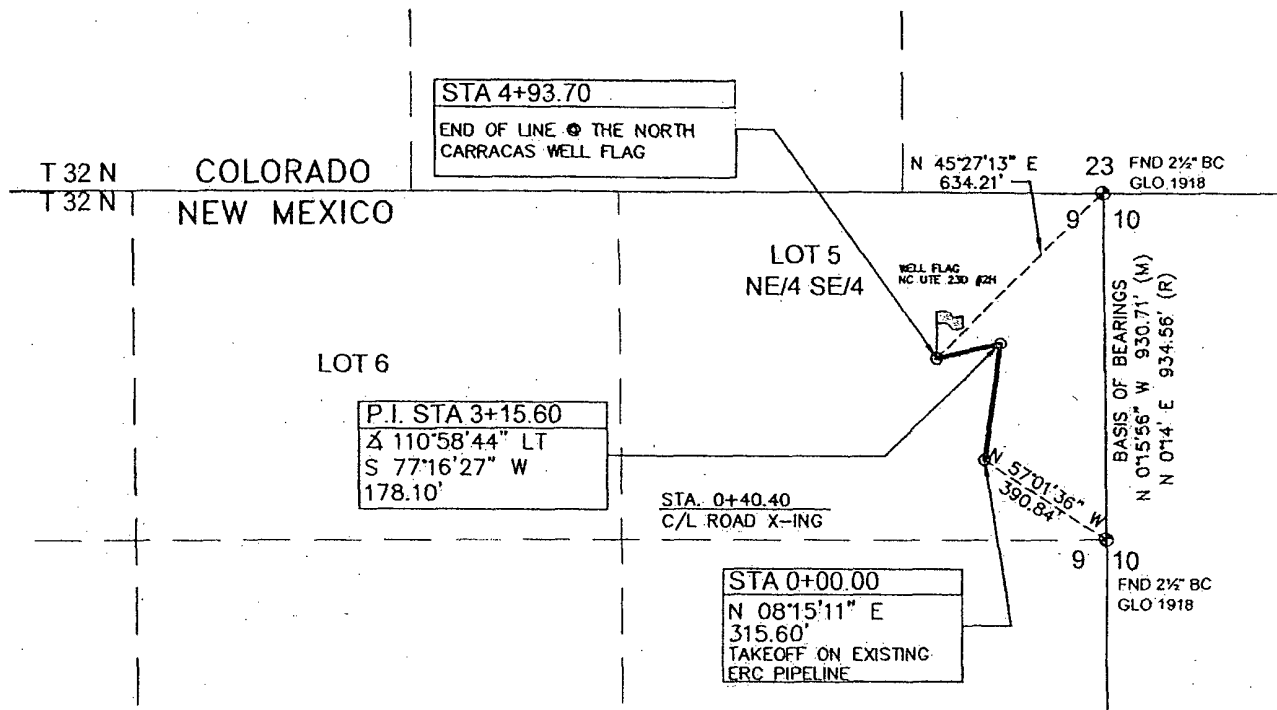 STA 4+93.70
END OF LINE @ THE NORTH
CARRACAS WELL FLAG
T 32 N
COLORADO
T 32 N
NEW MEXICO
N 45°27'13" E
634.21'
23
FND 2½" BC
GLO 1918
9
10
LOT 5
NE/4 SE/4
WELL FLAG
NC UTE 23D #2H
BASIS OF BEARINGS
N 0°15'56" W 930.71' (M)
N 0°14' E 934.56' (R)
LOT 6
P.I. STA 3+15.60
∡ 110°58'44" LT
S 77°16'27" W
178.10'
N 57°01'36" W
390.84'
STA. 0+40.40
C/L ROAD X-ING
9
10
FND 2½" BC
GLO 1918
STA 0+00.00
N 08°15'11" E
315.60'
TAKEOFF ON EXISTING
ERC PIPELINE